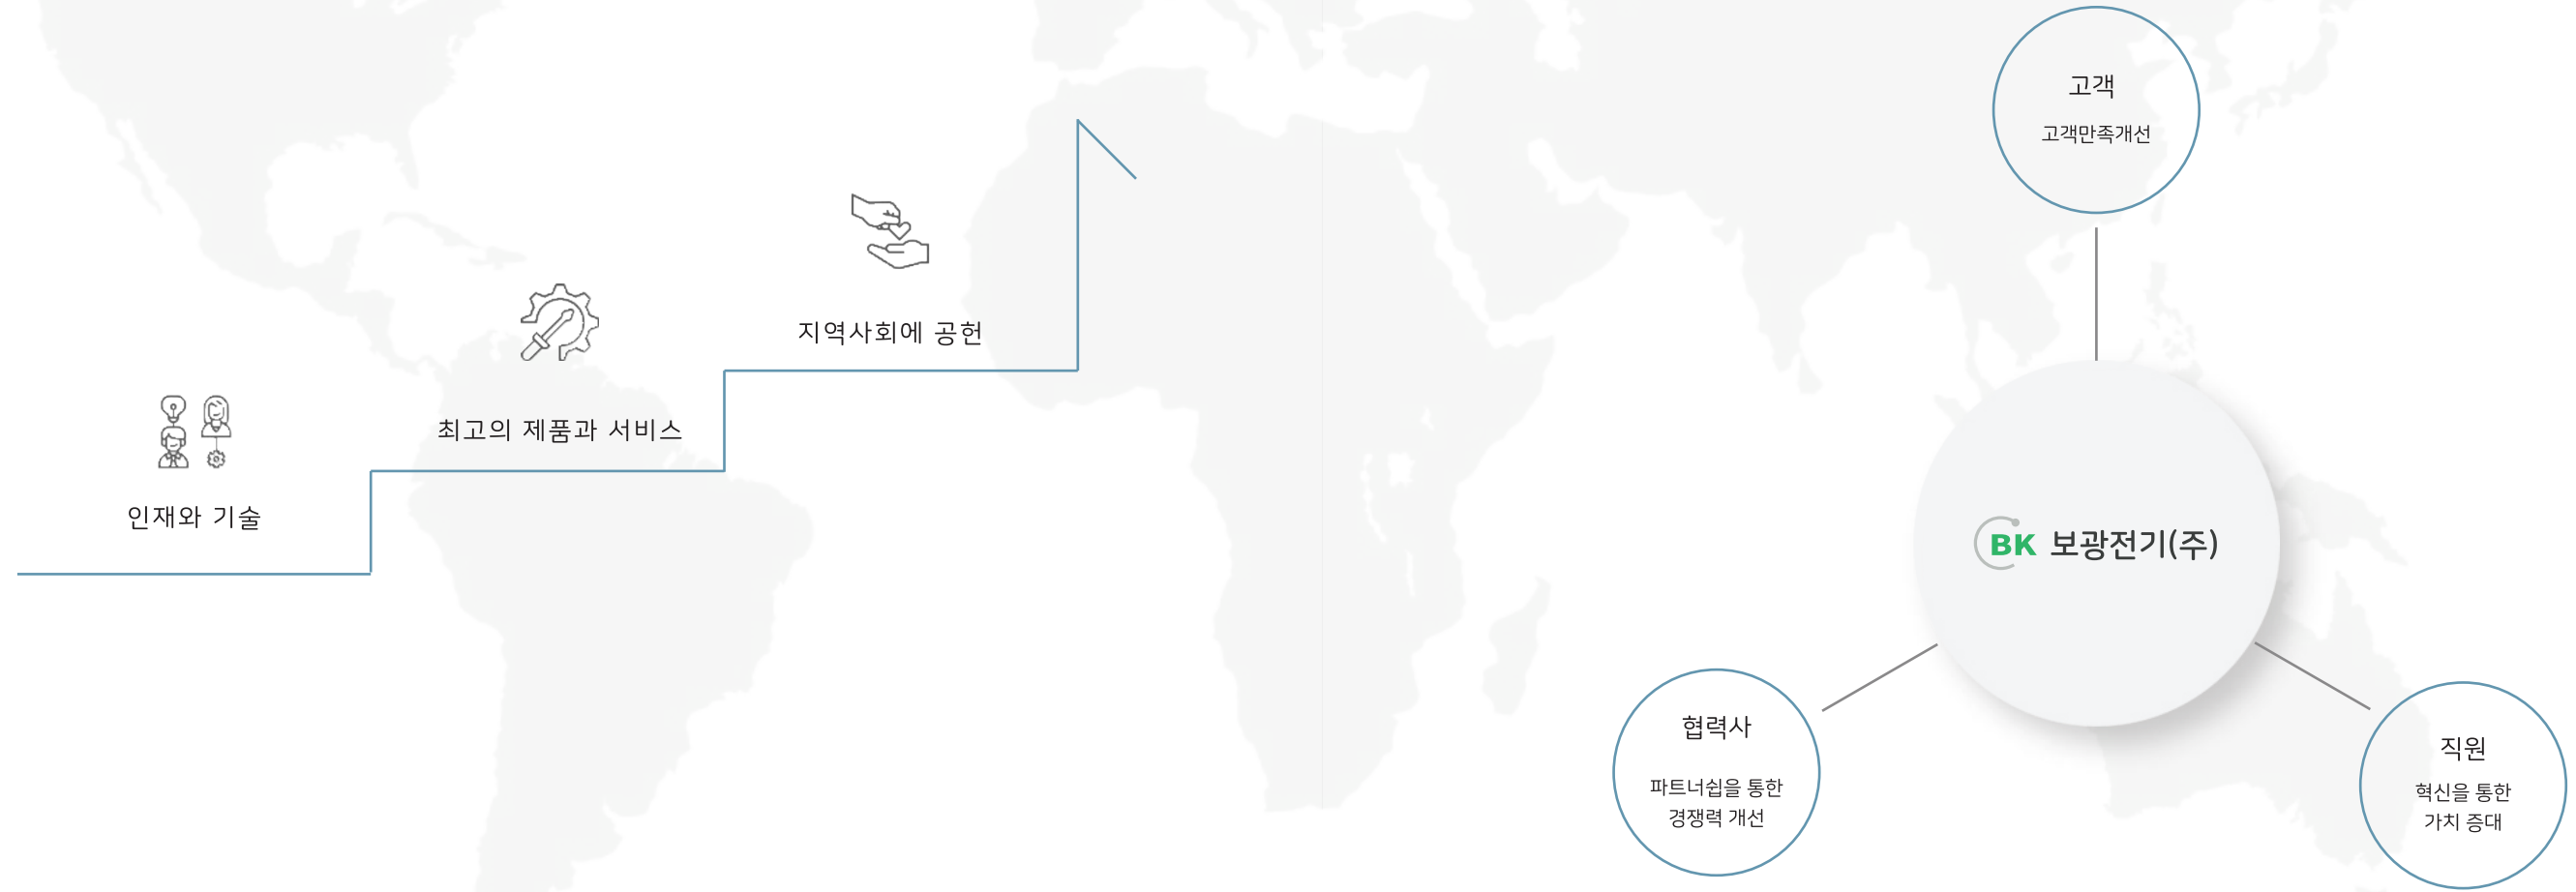 인재와 기술
최고의 제품과 서비스
지역사회에 공헌
고객
고객만족개선
BK 보광전기(주)
협력사
파트너쉽을 통한
경쟁력 개선
직원
혁신을 통한
가치 증대